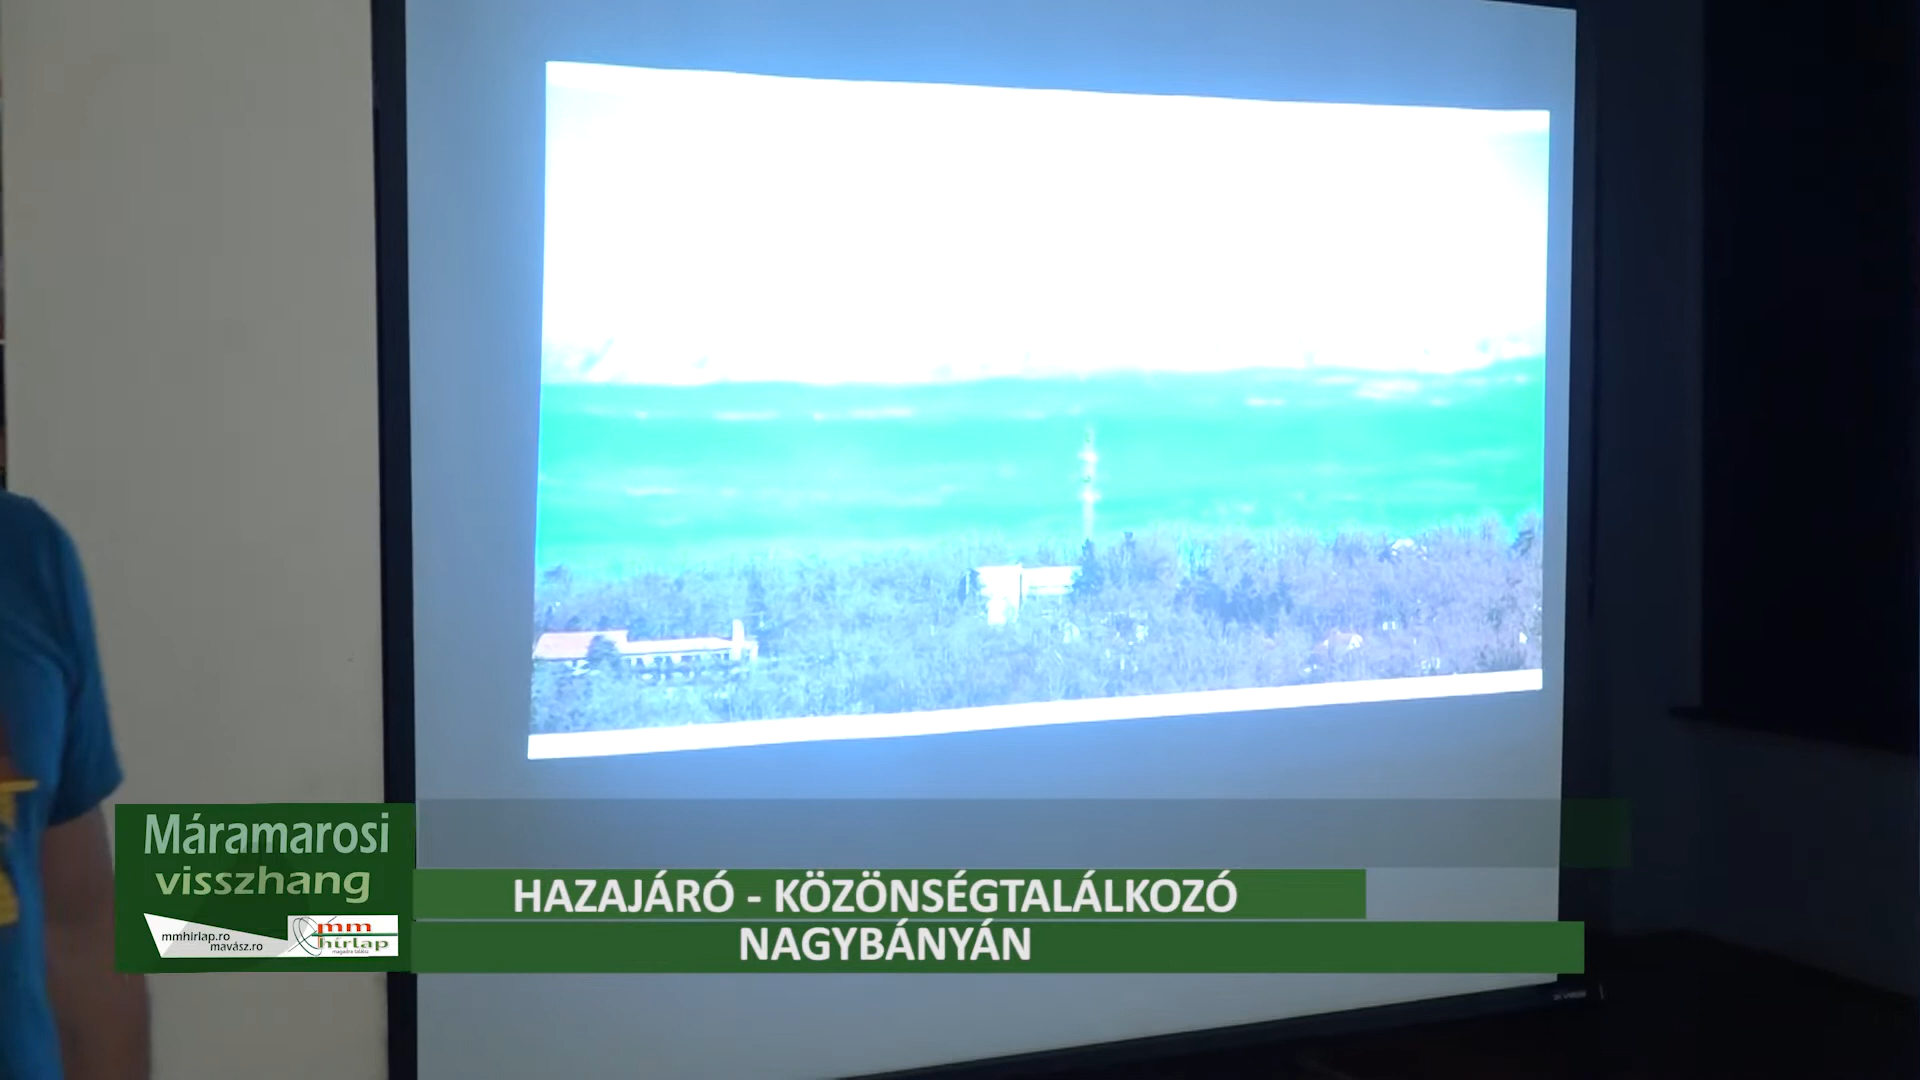 Máramarosi
visszhang
mmhirlap.ro
mavász.ro
mm
hírlap
HAZAJÁRÓ - KÖZÖNSÉGTALÁLKOZÓ
NAGYBÁNYÁN